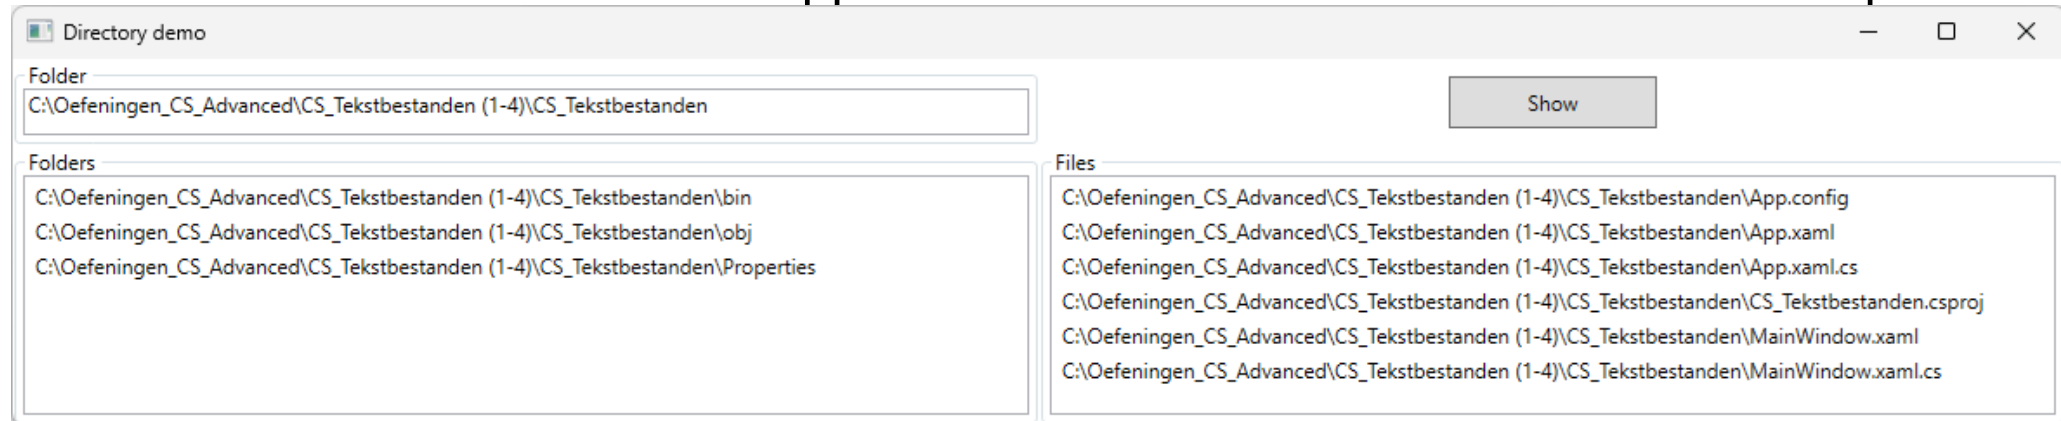 Directory demo
Folder
C:\Oefeningen_CS_Advanced\CS_Tekstbestanden (1-4)\CS_Tekstbestanden
Show
Folders
C:\Oefeningen_CS_Advanced\CS_Tekstbestanden (1-4)\CS_Tekstbestanden\bin
C:\Oefeningen_CS_Advanced\CS_Tekstbestanden (1-4)\CS_Tekstbestanden\obj
C:\Oefeningen_CS_Advanced\CS_Tekstbestanden (1-4)\CS_Tekstbestanden\Properties
Files
C:\Oefeningen_CS_Advanced\CS_Tekstbestanden (1-4)\CS_Tekstbestanden\App.config
C:\Oefeningen_CS_Advanced\CS_Tekstbestanden (1-4)\CS_Tekstbestanden\App.xaml
C:\Oefeningen_CS_Advanced\CS_Tekstbestanden (1-4)\CS_Tekstbestanden\App.xaml.cs
C:\Oefeningen_CS_Advanced\CS_Tekstbestanden (1-4)\CS_Tekstbestanden\CS_Tekstbestanden.csproj
C:\Oefeningen_CS_Advanced\CS_Tekstbestanden (1-4)\CS_Tekstbestanden\MainWindow.xaml
C:\Oefeningen_CS_Advanced\CS_Tekstbestanden (1-4)\CS_Tekstbestanden\MainWindow.xaml.cs